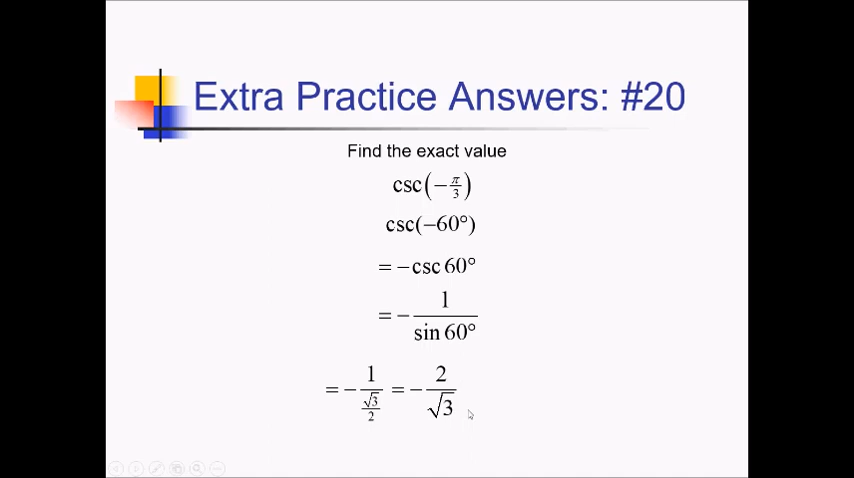 Extra Practice Answers: #20
Find the exact value
csc(−π/3)
csc(−60°)
= −csc 60°
= − 1/sin 60°
= − 1/(√3/2) = − 2/√3